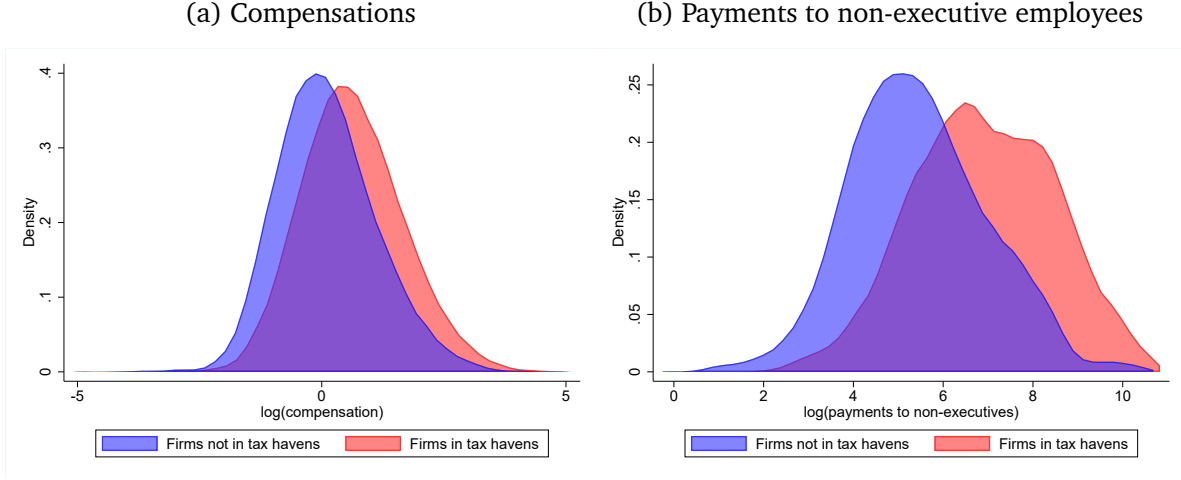 (a) Compensations
.4
.3
.2
.1
0
Density
-5 0 5
log(compensation)
Firms not in tax havens Firms in tax havens
(b) Payments to non-executive employees
.25
.2
.15
.1
.05
0
Density
0 2 4 6 8 10
log(payments to non-executives)
Firms not in tax havens Firms in tax havens